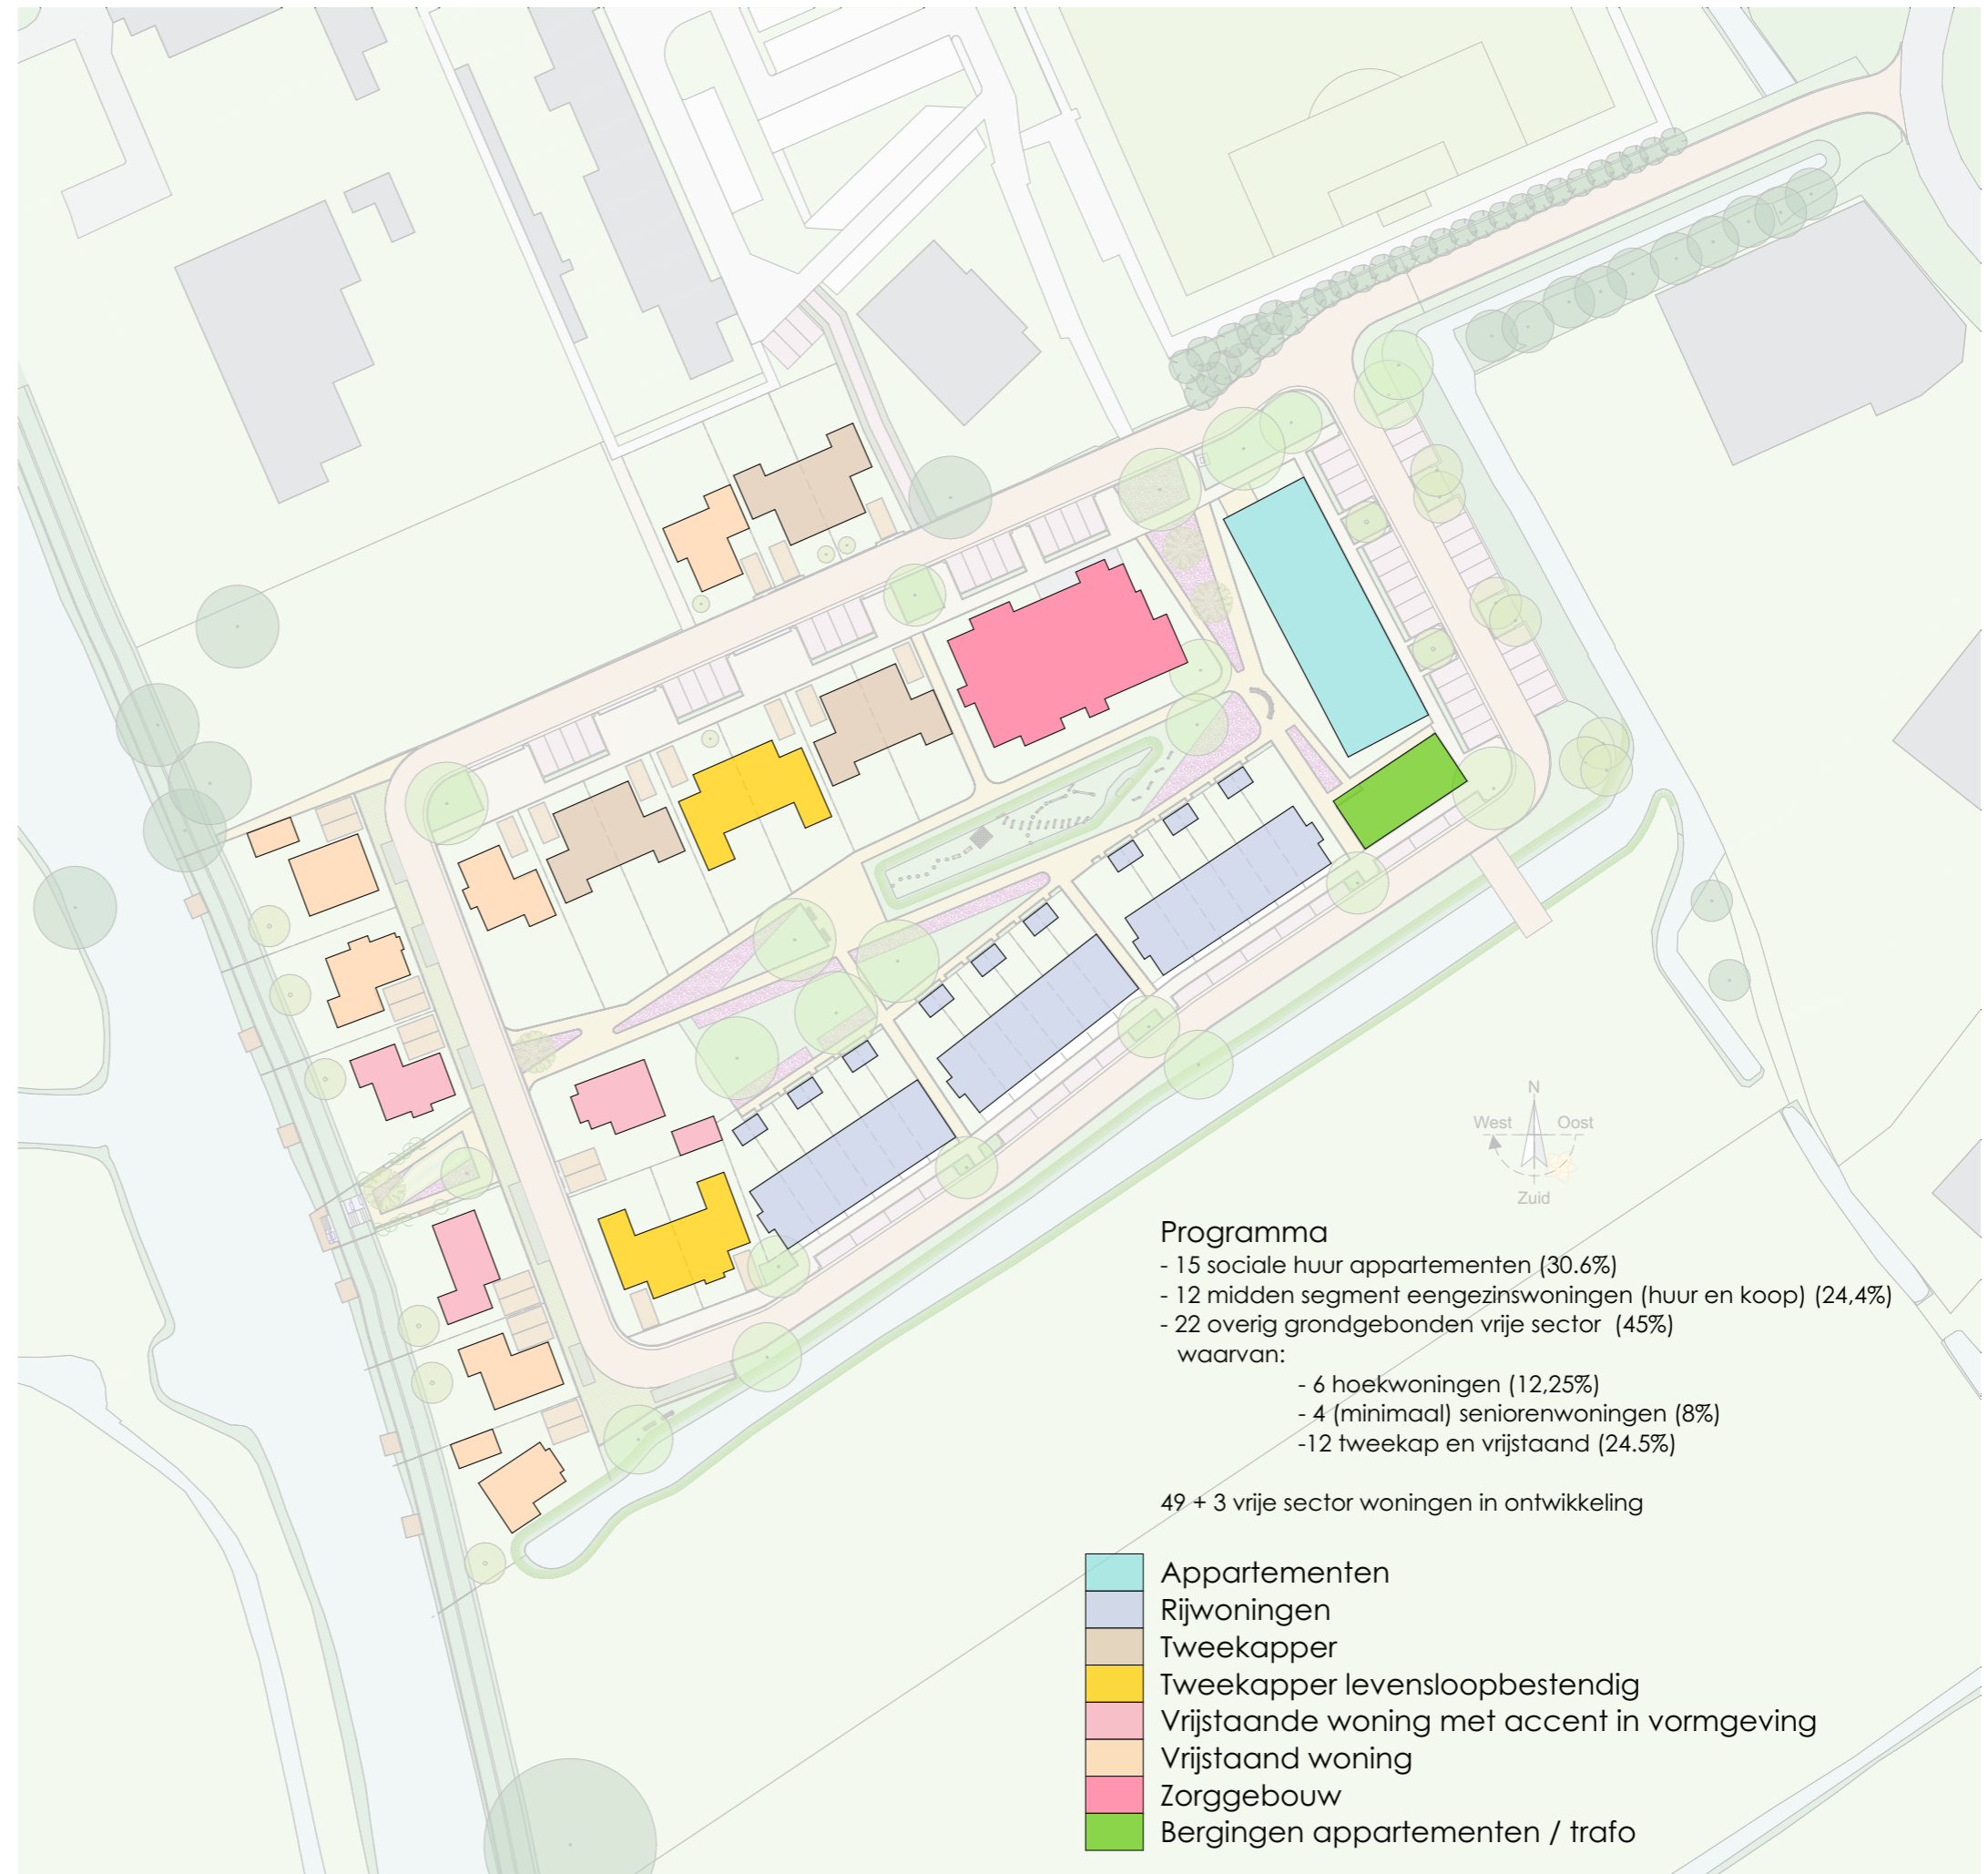 N
West Oost
Zuid
Programma
- 15 sociale huur appartementen (30.6%)
- 12 midden segment eengezinswoningen (huur en koop) (24,4%)
- 22 overig grondgebonden vrije sector (45%)
waarvan:
- 6 hoekwoningen (12,25%)
- 4 (minimaal) seniorenwoningen (8%)
-12 tweekap en vrijstaand (24.5%)
49 + 3 vrije sector woningen in ontwikkeling
Appartementen
Rijwoningen
Tweekapper
Tweekapper levensloopbestendig
Vrijstaande woning met accent in vormgeving
Vrijstaand woning
Zorggebouw
Bergingen appartementen / trafo